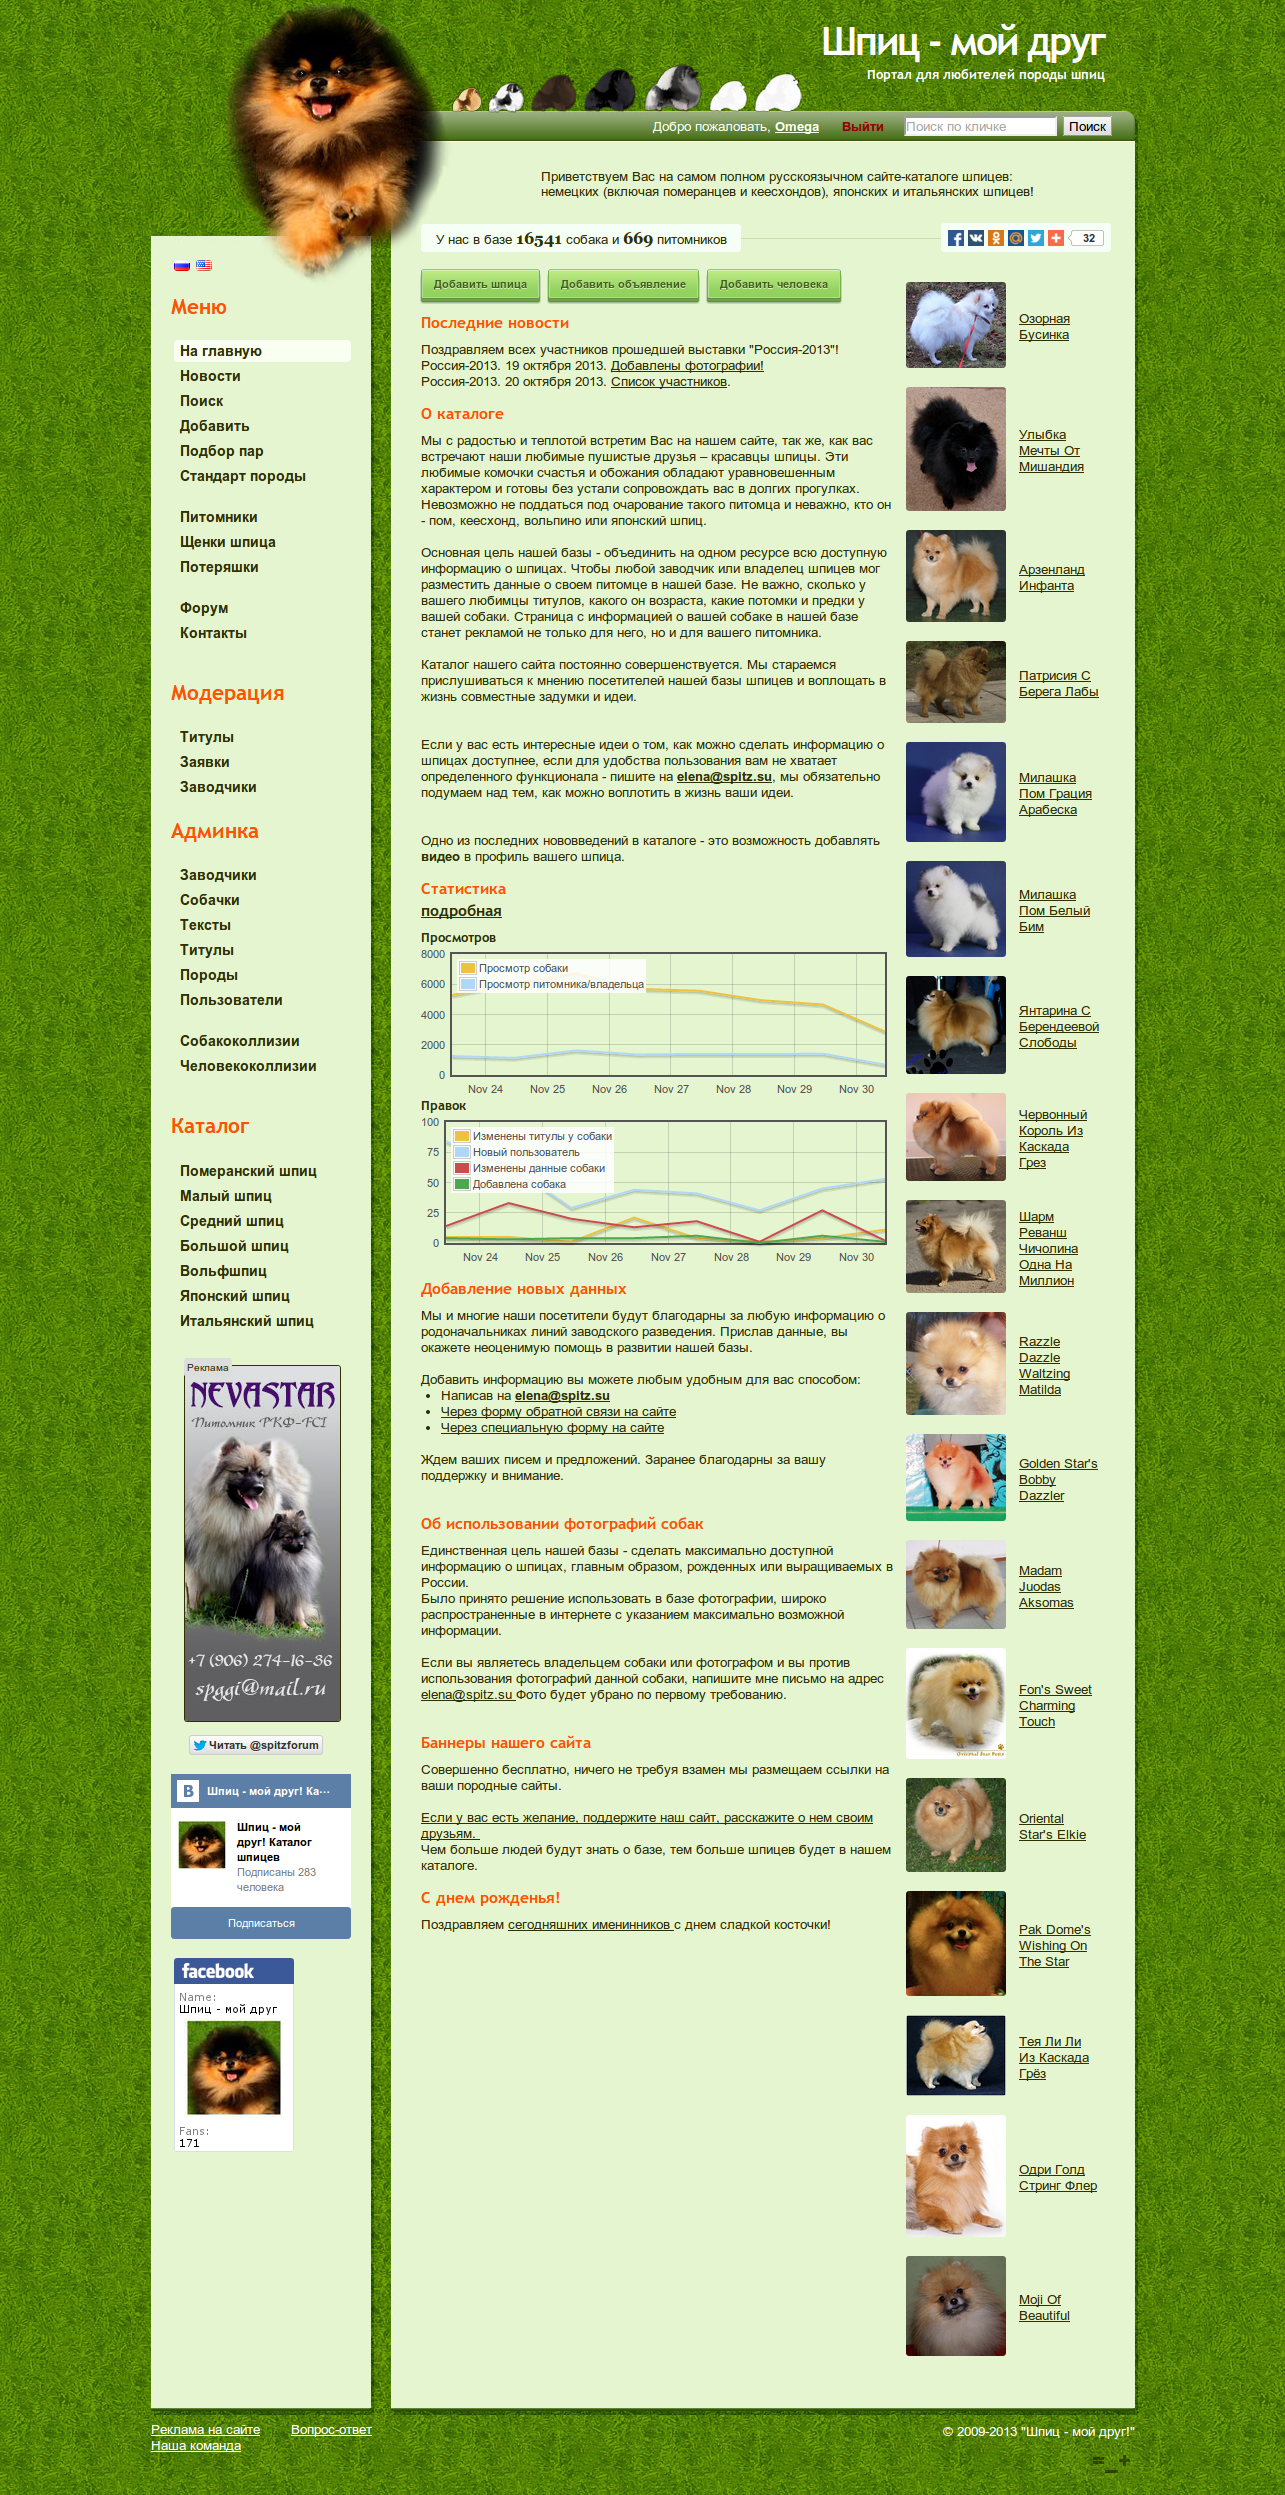 Шпиц - мой друг
Портал для любителей породы шпиц
Добро пожаловать, Omega Выйти Поиск по кличке Поиск
Приветствуем Вас на самом полном русскоязычном сайте-каталоге шпицев:
немецких (включая померанцев и кеесхондов), японских и итальянских шпицев!
У нас в базе 16541 собака и 669 питомников
32
Меню
На главную
Новости
Поиск
Добавить
Подбор пар
Стандарт породы
Питомники
Щенки шпица
Потеряшки
Форум
Контакты
Модерация
Титулы
Заявки
Заводчики
Админка
Заводчики
Собачки
Тексты
Титулы
Породы
Пользователи
Собакоколлизии
Человекоколлизии
Каталог
Померанский шпиц
Малый шпиц
Средний шпиц
Большой шпиц
Вольфшпиц
Японский шпиц
Итальянский шпиц
Реклама
NEVASTAR
Питомник РКФ-FCI
+7 (906) 274-16-36
spggi@mail.ru
Читать @spitzforum
B Шпиц - мой друг! Ка...
Шпиц - мой
друг! Каталог
шпицев
Подписаны 283
человека
Подписаться
facebook
Name:
Шпиц - мой друг
Fans:
171
Добавить шпица Добавить объявление Добавить человека
Последние новости
Поздравляем всех участников прошедшей выставки "Россия-2013"!
Россия-2013. 19 октября 2013. Добавлены фотографии!
Россия-2013. 20 октября 2013. Список участников.
О каталоге
Мы с радостью и теплотой встретим Вас на нашем сайте, так же, как вас
встречают наши любимые пушистые друзья – красавцы шпицы. Эти
любимые комочки счастья и обожания обладают уравновешенным
характером и готовы без устали сопровождать вас в долгих прогулках.
Невозможно не поддаться под очарование такого питомца и неважно, кто он
- пом, кеесхонд, вольпино или японский шпиц.
Основная цель нашей базы - объединить на одном ресурсе всю доступную
информацию о шпицах. Чтобы любой заводчик или владелец шпицев мог
разместить данные о своем питомце в нашей базе. Не важно, сколько у
вашего любимцы титулов, какого он возраста, какие потомки и предки у
вашей собаки. Страница с информацией о вашей собаке в нашей базе
станет рекламой не только для него, но и для вашего питомника.
Каталог нашего сайта постоянно совершенствуется. Мы стараемся
прислушиваться к мнению посетителей нашей базы шпицев и воплощать в
жизнь совместные задумки и идеи.
Если у вас есть интересные идеи о том, как можно сделать информацию о
шпицах доступнее, если для удобства пользования вам не хватает
определенного функционала - пишите на elena@spitz.su, мы обязательно
подумаем над тем, как можно воплотить в жизнь ваши идеи.
Одно из последних нововведений в каталоге - это возможность добавлять
видео в профиль вашего шпица.
Статистика
подробная
Просмотров
8000
6000
4000
2000
0
Просмотр собаки
Просмотр питомника/владельца
Nov 24 Nov 25 Nov 26 Nov 27 Nov 28 Nov 29 Nov 30
Правок
100
75
50
25
0
Изменены титулы у собаки
Новый пользователь
Изменены данные собаки
Добавлена собака
Nov 24 Nov 25 Nov 26 Nov 27 Nov 28 Nov 29 Nov 30
Добавление новых данных
Мы и многие наши посетители будут благодарны за любую информацию о
родоначальниках линий заводского разведения. Прислав данные, вы
окажете неоценимую помощь в развитии нашей базы.
Добавить информацию вы можете любым удобным для вас способом:
• Написав на elena@spitz.su
• Через форму обратной связи на сайте
• Через специальную форму на сайте
Ждем ваших писем и предложений. Заранее благодарны за вашу
поддержку и внимание.
Об использовании фотографий собак
Единственная цель нашей базы - сделать максимально доступной
информацию о шпицах, главным образом, рожденных или выращиваемых в
России.
Было принято решение использовать в базе фотографии, широко
распространенные в интернете с указанием максимально возможной
информации.
Если вы являетесь владельцем собаки или фотографом и вы против
использования фотографий данной собаки, напишите мне письмо на адрес
elena@spitz.su Фото будет убрано по первому требованию.
Баннеры нашего сайта
Совершенно бесплатно, ничего не требуя взамен мы размещаем ссылки на
ваши породные сайты.
Если у вас есть желание, поддержите наш сайт, расскажите о нем своим
друзьям.
Чем больше людей будут знать о базе, тем больше шпицев будет в нашем
каталоге.
С днем рожденья!
Поздравляем сегодняшних именинников с днем сладкой косточки!
Озорная
Бусинка
Улыбка
Мечты От
Мишандия
Арзенланд
Инфанта
Патрисия С
Берега Лабы
Милашка
Пом Грация
Арабеска
Милашка
Пом Белый
Бим
Янтарина С
Берендеевой
Слободы
Червонный
Король Из
Каскада
Грез
Шарм
Реванш
Чичолина
Одна На
Миллион
Razzle
Dazzle
Waltzing
Matilda
Golden Star's
Bobby
Dazzler
Madam
Juodas
Aksomas
Fon's Sweet
Charming
Touch
Oriental
Star's Elkie
Pak Dome's
Wishing On
The Star
Тея Ли Ли
Из Каскада
Грёз
Одри Голд
Стринг Флер
Moji Of
Beautiful
Реклама на сайте Вопрос-ответ
Наша команда
© 2009-2013 "Шпиц - мой друг!"